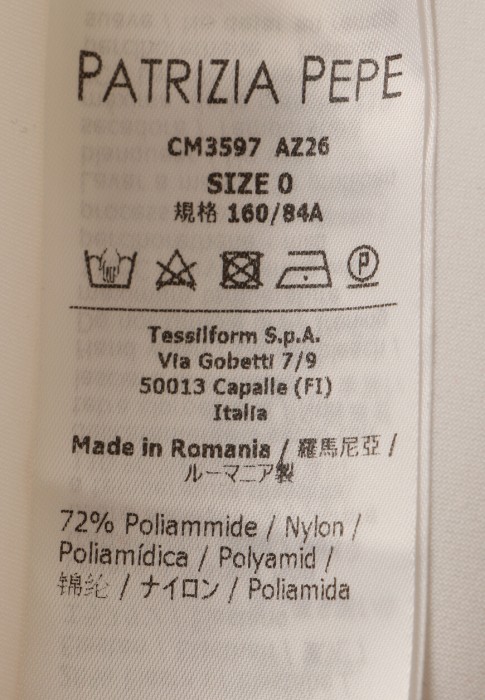 PATRIZIA PEPE
CM3597 AZ26
SIZE 0
規格 160/84A
P
Tessilform S.p.A.
Via Gobetti 7/9
50013 Capalle (FI)
Italia
Made in Romania / 羅馬尼亞 /
ルーマニア製
72% Poliammide / Nylon /
Poliamídica / Polyamid /
锦纶 / ナイロン / Poliamida